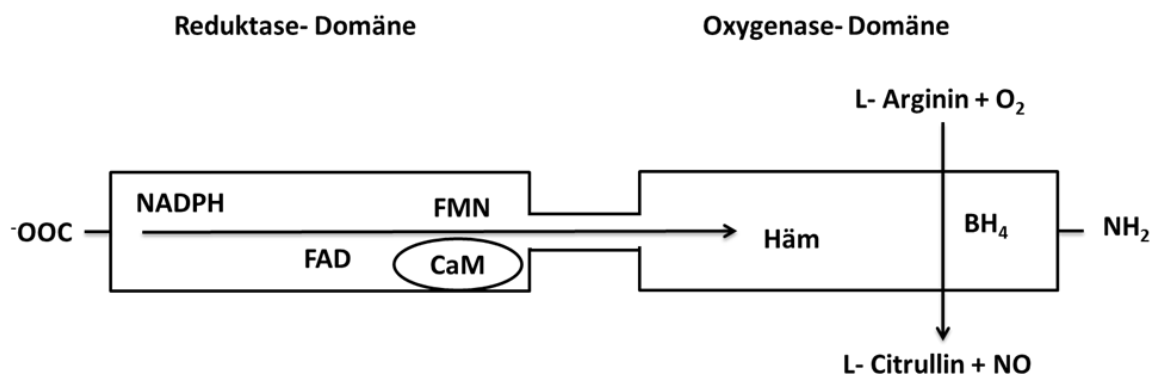 Reduktase- Domäne
Oxygenase- Domäne
L- Arginin + O₂
NADPH
FMN
⁻OOC
FAD
CaM
Häm
BH₄
NH₂
L- Citrullin + NO